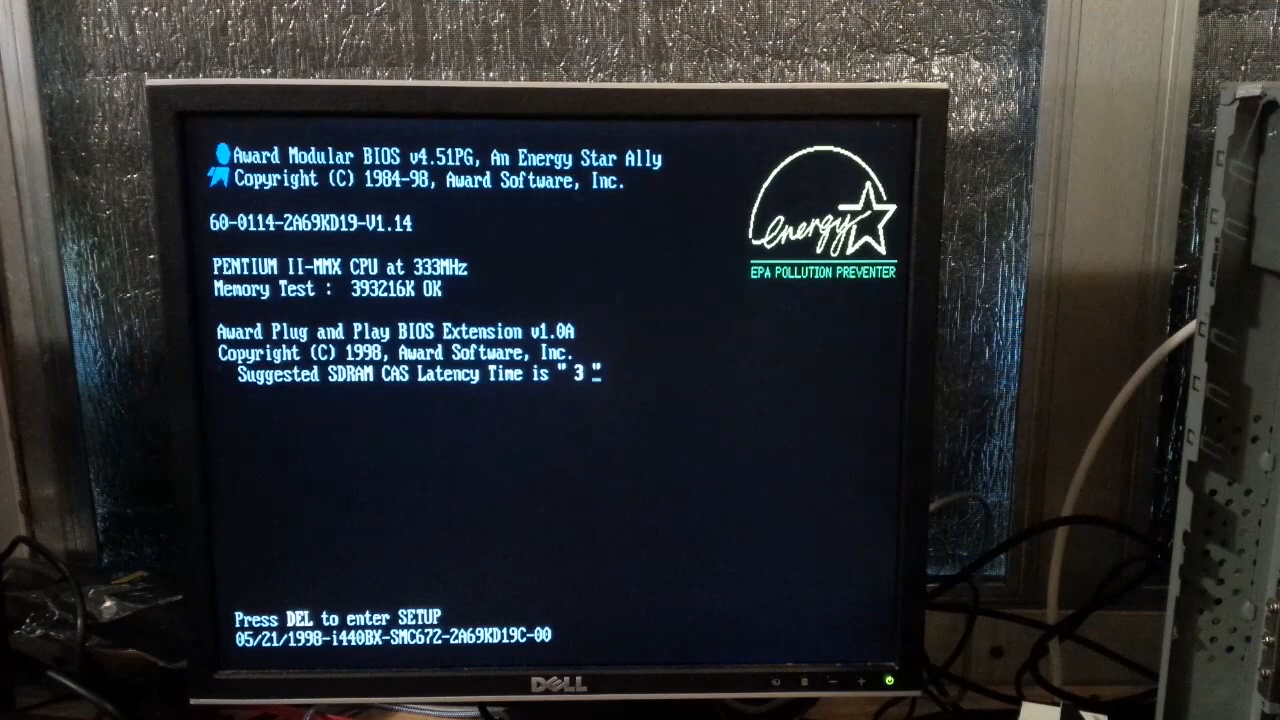 Award Modular BIOS v4.51PG, An Energy Star Ally
Copyright (C) 1984-98, Award Software, Inc.
energy
EPA POLLUTION PREVENTER
60-0114-2A69KD19-V1.14
PENTIUM II-MMX CPU at 333MHz
Memory Test :  393216K OK
Award Plug and Play BIOS Extension v1.0A
Copyright (C) 1998, Award Software, Inc.
Suggested SDRAM CAS Latency Time is " 3 "_
Press DEL to enter SETUP
05/21/1998-i440BX-SMC672-2A69KD19C-00
DELL